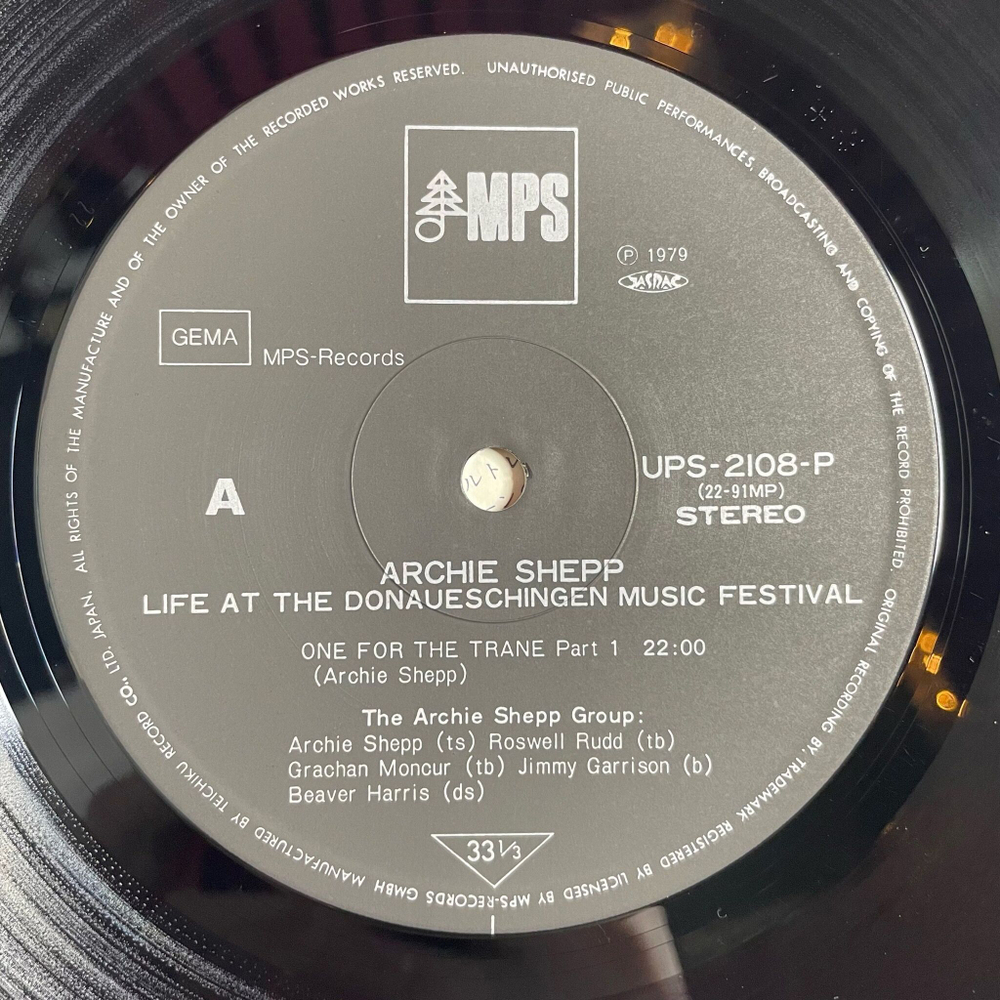 ALL RIGHTS OF THE MANUFACTURE AND OF THE OWNER OF THE RECORDED WORKS RESERVED. UNAUTHORISED PUBLIC PERFORMANCES, BROADCASTING AND COPYING OF THE RECORD PROHIBITED. ORIGINAL RECORDING BY, TRADEMARK REGISTERED BY LICENSED BY MPS-RECORDS GMBH MANUFACTURED BY TEICHIKU RECORD CO., LTD. JAPAN.
MPS
Ⓟ 1979
JASRAC
GEMA
MPS-Records
ルト
A
UPS-2108-P
(22-91MP)
STEREO
ARCHIE SHEPP
LIFE AT THE DONAUESCHINGEN MUSIC FESTIVAL
ONE FOR THE TRANE Part 1 22:00
(Archie Shepp)
The Archie Shepp Group:
Archie Shepp (ts) Roswell Rudd (tb)
Grachan Moncur (tb) Jimmy Garrison (b)
Beaver Harris (ds)
33 1/3